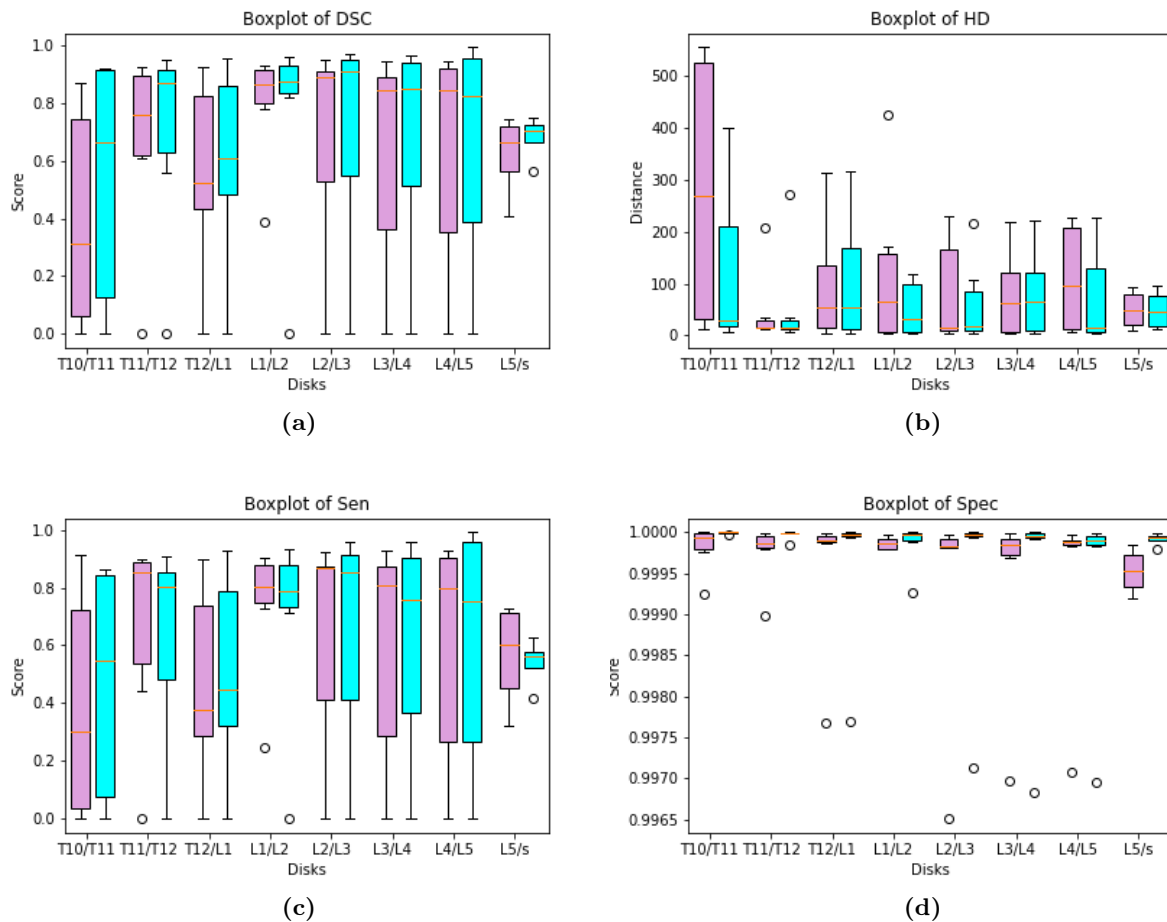 Boxplot of DSC
1.0
0.8
0.6
0.4
0.2
0.0
Score
T10/T11 T11/T12 T12/L1 L1/L2 L2/L3 L3/L4 L4/L5 L5/s
Disks
(a)
Boxplot of HD
500
400
300
200
100
0
Distance
T10/T11 T11/T12 T12/L1 L1/L2 L2/L3 L3/L4 L4/L5 L5/s
Disks
(b)
Boxplot of Sen
1.0
0.8
0.6
0.4
0.2
0.0
Score
T10/T11 T11/T12 T12/L1 L1/L2 L2/L3 L3/L4 L4/L5 L5/s
Disks
(c)
Boxplot of Spec
1.0000
0.9995
0.9990
0.9985
0.9980
0.9975
0.9970
0.9965
Score
T10/T11 T11/T12 T12/L1 L1/L2 L2/L3 L3/L4 L4/L5 L5/s
Disks
(d)